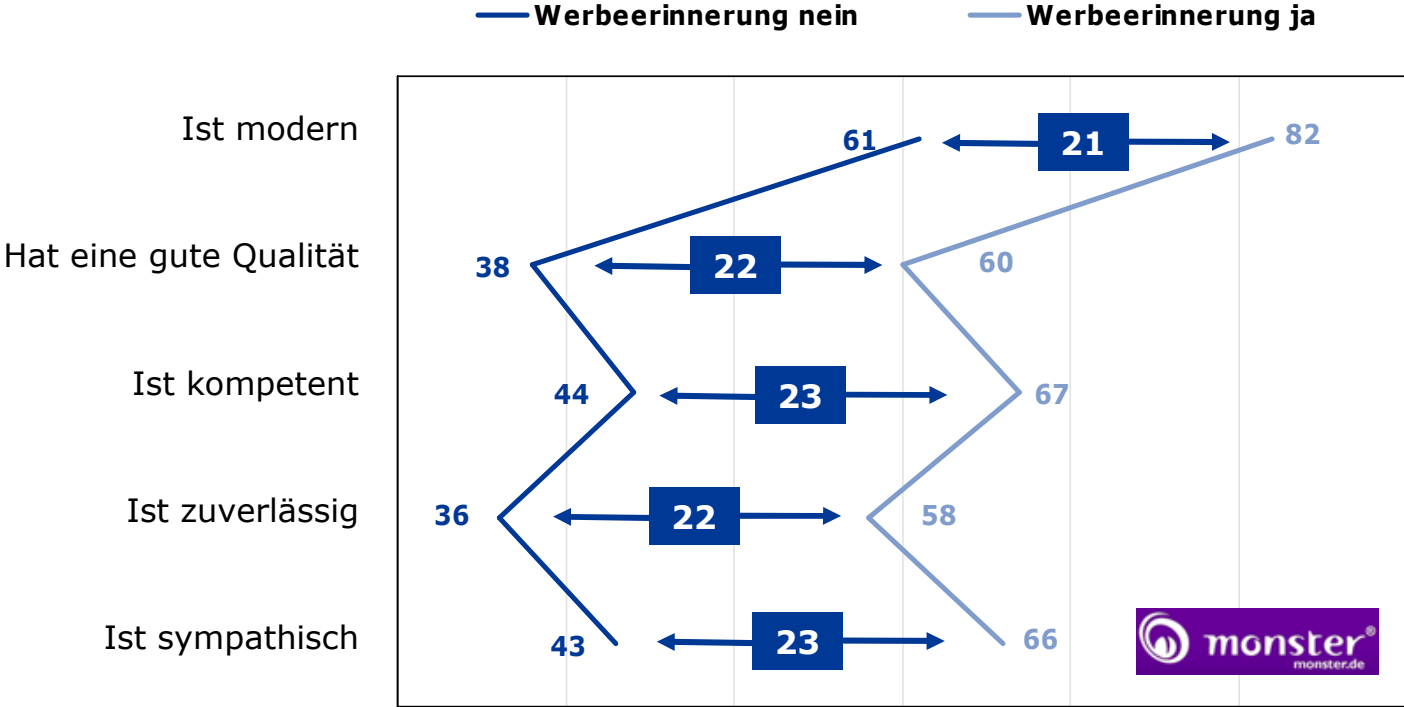 Werbeerinnerung nein Werbeerinnerung ja
Ist modern 61 21 82
Hat eine gute Qualität 38 22 60
Ist kompetent 44 23 67
Ist zuverlässig 36 22 58
Ist sympathisch 43 23 66
monster®
monster.de